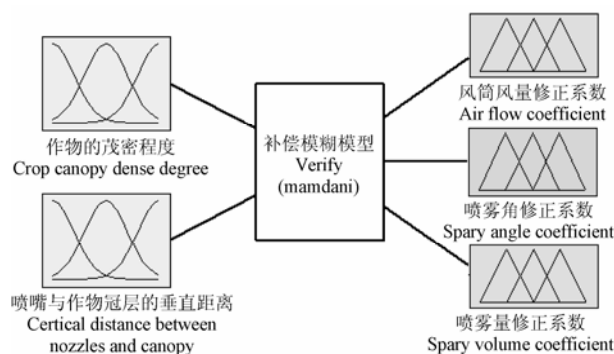 作物的茂密程度
Crop canopy dense degree
喷嘴与作物冠层的垂直距离
Certical distance between
nozzles and canopy
补偿模糊模型
Verify
(mamdani)
风筒风量修正系数
Air flow coefficient
喷雾角修正系数
Spary angle coefficient
喷雾量修正系数
Spary volume coefficient